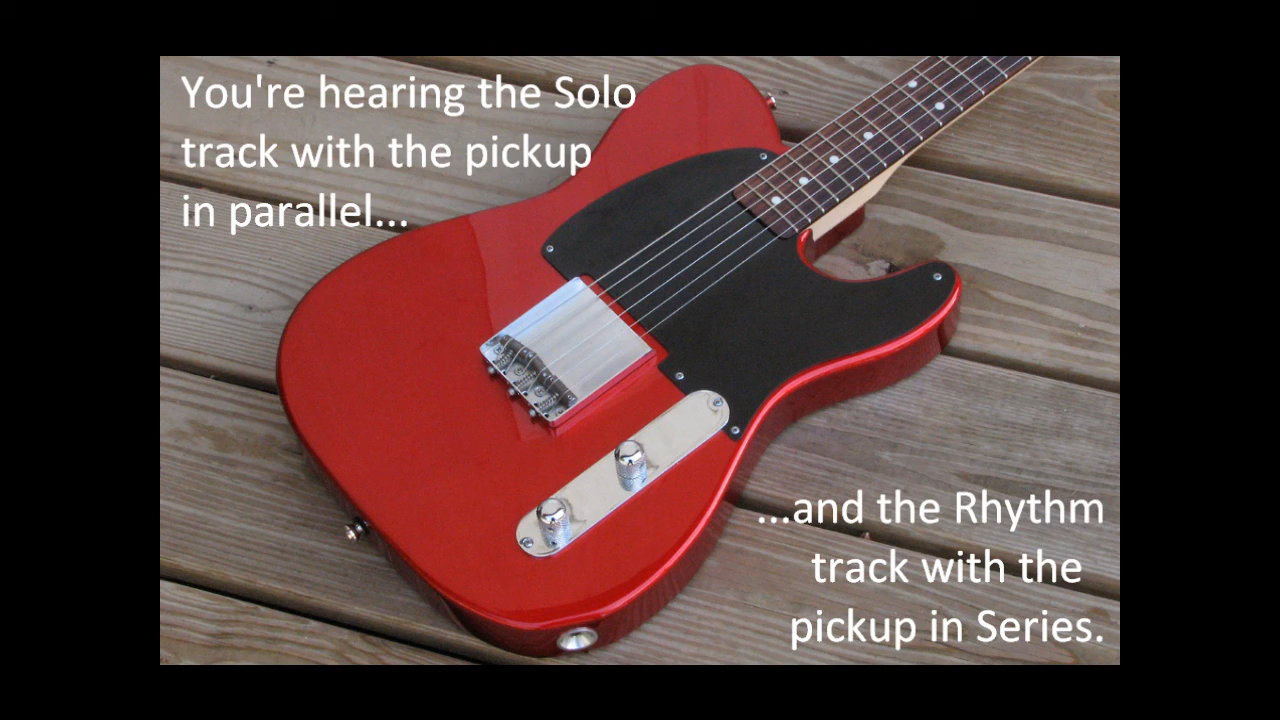 You're hearing the Solo
track with the pickup
in parallel...
...and the Rhythm
track with the
pickup in Series.